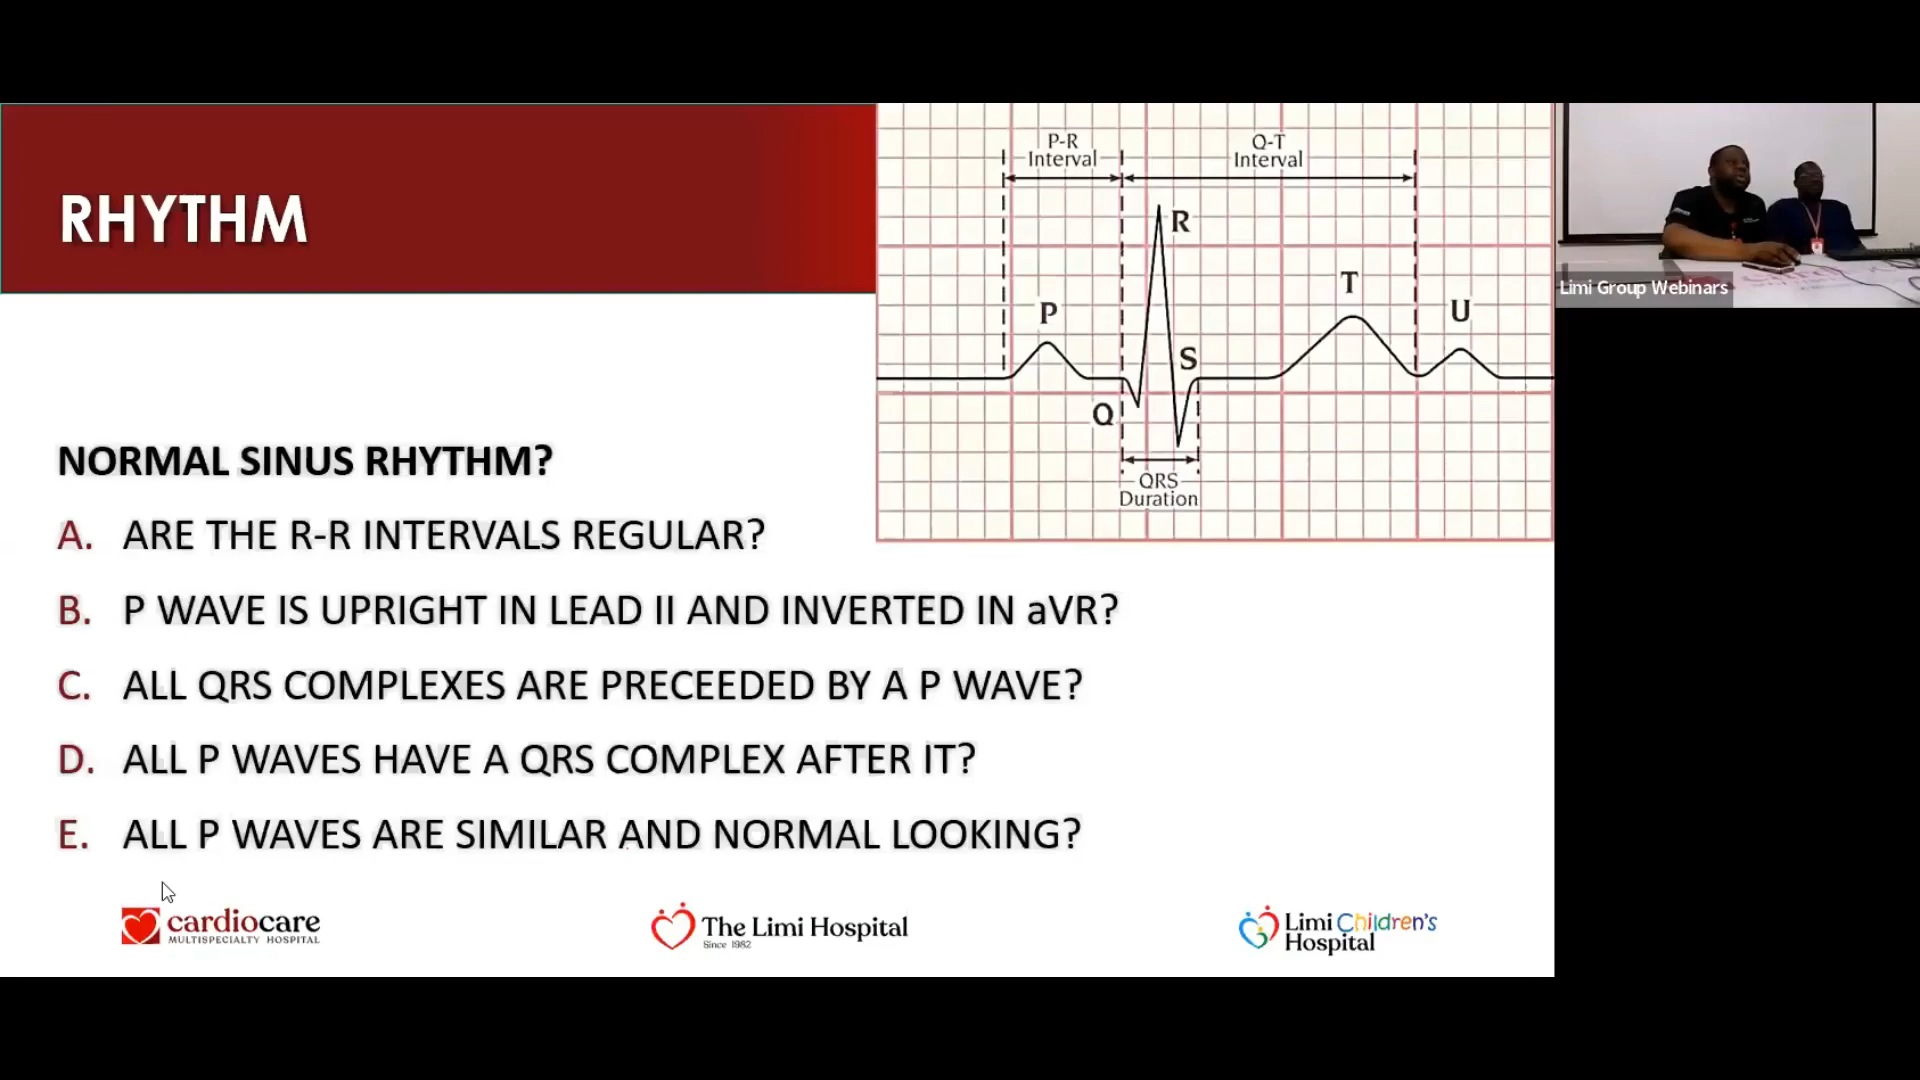 RHYTHM
P-R
Interval
Q-T
Interval
R
P
T
U
S
Q
QRS
Duration
NORMAL SINUS RHYTHM?
A. ARE THE R-R INTERVALS REGULAR?
B. P WAVE IS UPRIGHT IN LEAD II AND INVERTED IN aVR?
C. ALL QRS COMPLEXES ARE PRECEEDED BY A P WAVE?
D. ALL P WAVES HAVE A QRS COMPLEX AFTER IT?
E. ALL P WAVES ARE SIMILAR AND NORMAL LOOKING?
cardiocare
MULTISPECIALTY HOSPITAL
The Limi Hospital
Since 1982
Limi Children's
Hospital
Limi Group Webinars